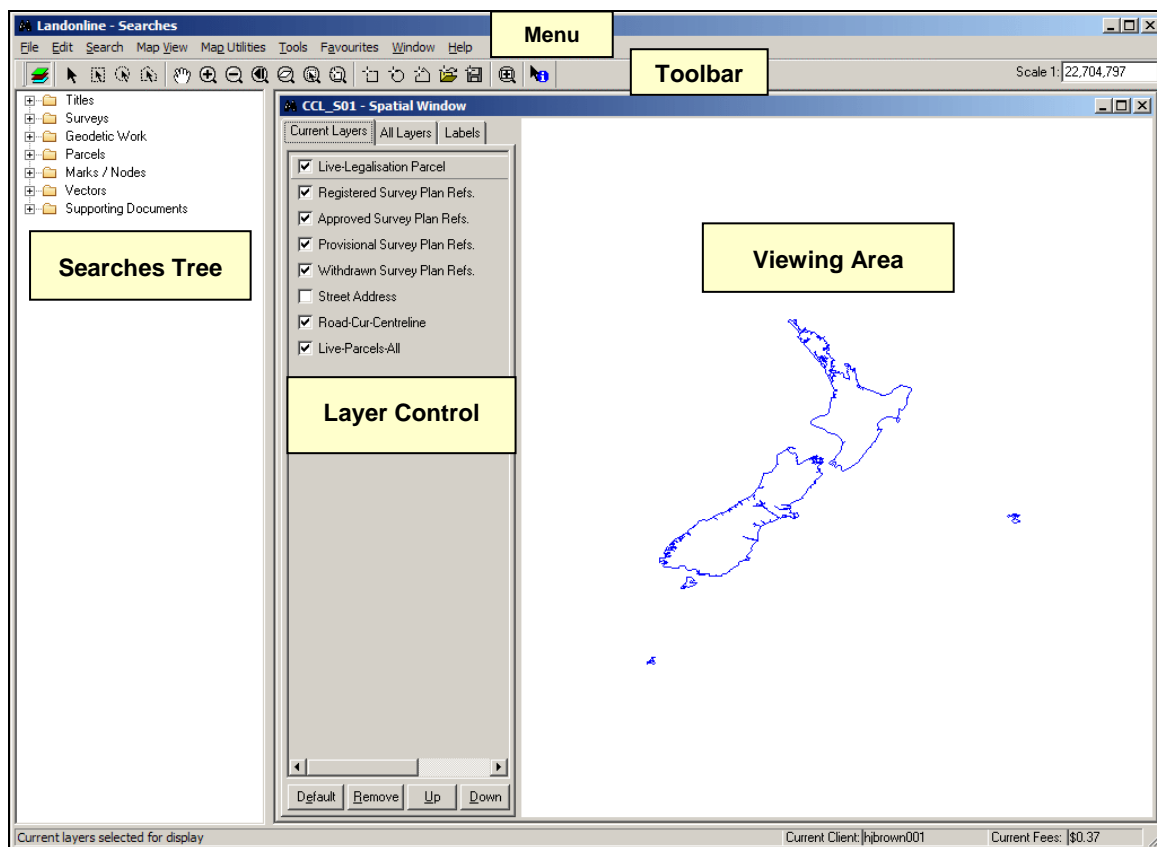 Landonline - Searches
Menu
File Edit Search Map View Map Utilities Tools Favourites Window Help
Toolbar
Scale 1: 22,704,797
Titles
Surveys
Geodetic Work
Parcels
Marks / Nodes
Vectors
Supporting Documents
Searches Tree
CCL_S01 - Spatial Window
Current Layers All Layers Labels
Live-Legalisation Parcel
Registered Survey Plan Refs.
Approved Survey Plan Refs.
Provisional Survey Plan Refs.
Withdrawn Survey Plan Refs.
Street Address
Road-Cur-Centreline
Live-Parcels-All
Layer Control
Viewing Area
Default Remove Up Down
Current layers selected for display
Current Client: hjbrown001
Current Fees: $0.37